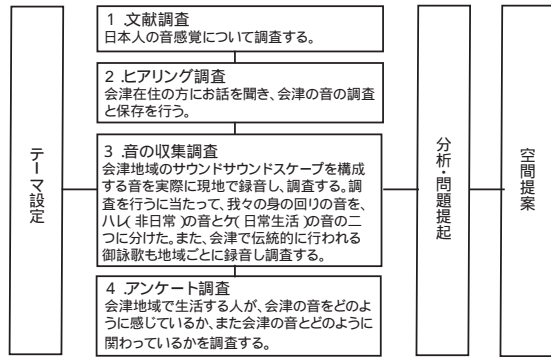 テーマ設定
1 .文献調査
日本人の音感覚について調査する。
2 .ヒアリング調査
会津在住の方にお話を聞き、会津の音の調査
と保存を行う。
3 .音の収集調査
会津地域のサウンドサウンドスケープを構成
する音を実際に現地で録音し、調査する。調
査を行うに当たって、我々の身の回りの音を、
ハレ( 非日常 )の音とケ( 日常生活 )の音の二
つに分けた。また、会津で伝統的に行われる
御詠歌も地域ごとに録音し調査する。
4 .アンケート調査
会津地域で生活する人が、会津の音をどのよ
うに感じているか、また会津の音とどのように
関わっているかを調査する。
分析・問題提起
空間提案